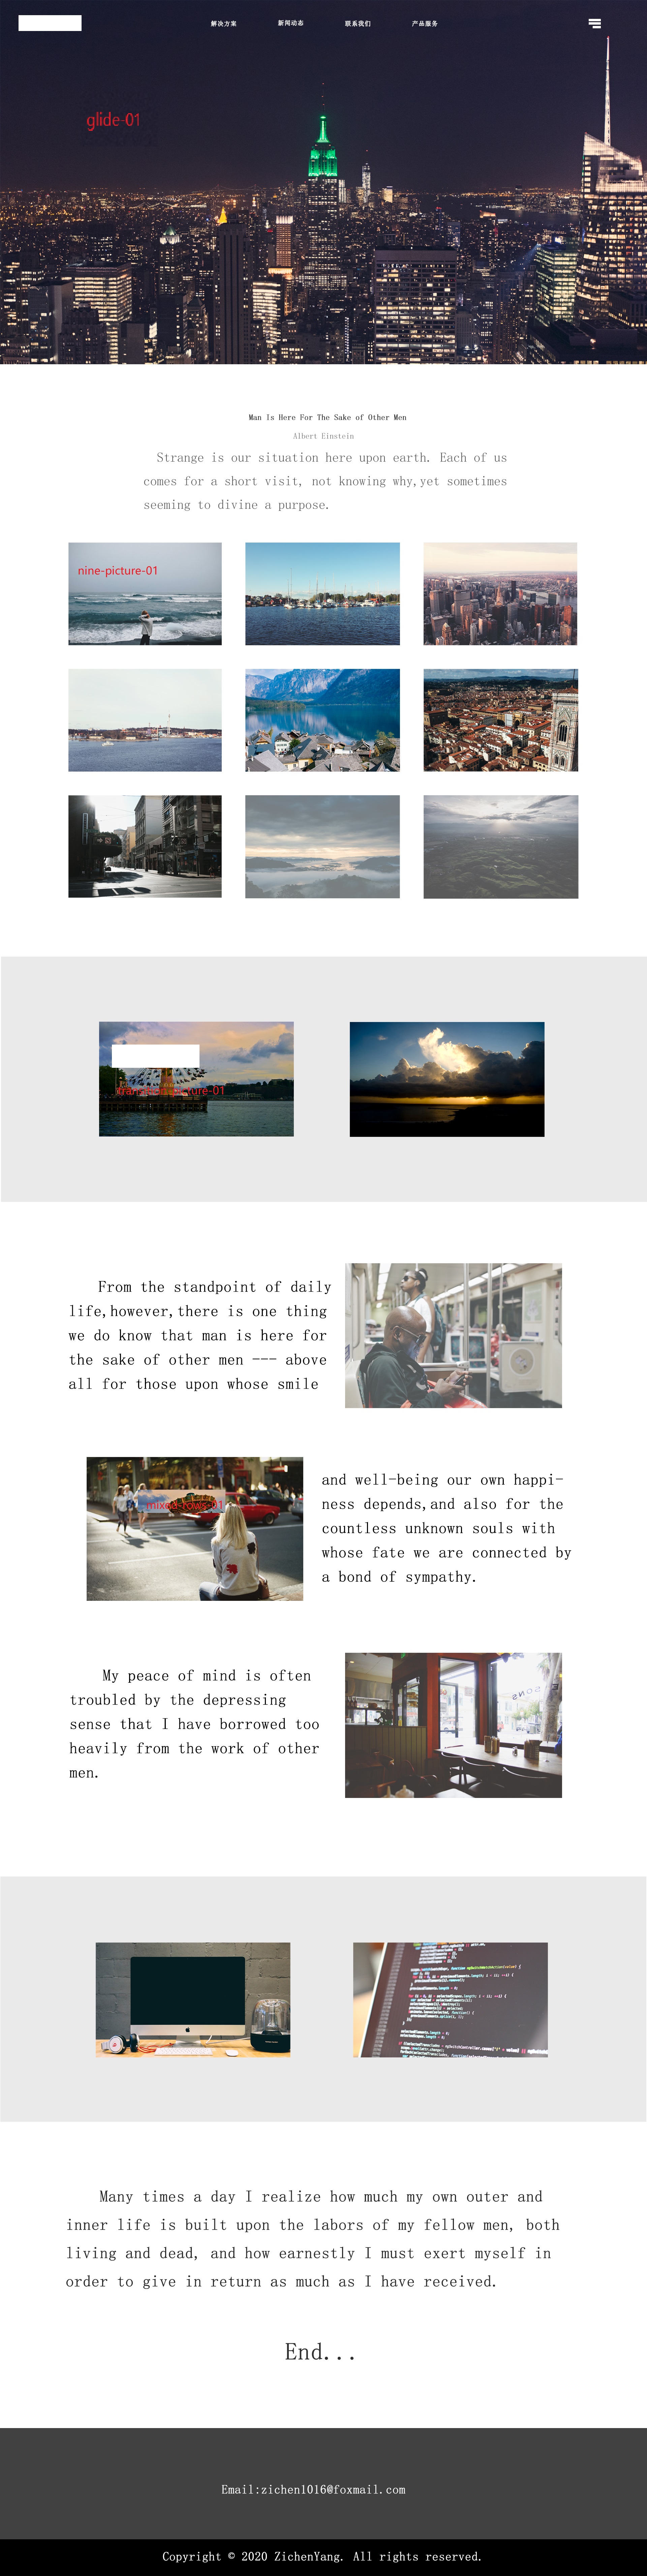 解决方案 新闻动态 联系我们 产品服务
glide-01
Man Is Here For The Sake of Other Men
Albert Einstein
Strange is our situation here upon earth. Each of us
comes for a short visit, not knowing why,yet sometimes
seeming to divine a purpose.
nine-picture-01
transition-picture-01
From the standpoint of daily
life,however,there is one thing
we do know that man is here for
the sake of other men --- above
all for those upon whose smile
mixed-rows-01
and well-being our own happi-
ness depends,and also for the
countless unknown souls with
whose fate we are connected by
a bond of sympathy.
My peace of mind is often
troubled by the depressing
sense that I have borrowed too
heavily from the work of other
men.
Many times a day I realize how much my own outer and
inner life is built upon the labors of my fellow men, both
living and dead, and how earnestly I must exert myself in
order to give in return as much as I have received.
End...
Email:zichen1016@foxmail.com
Copyright © 2020 ZichenYang. All rights reserved.